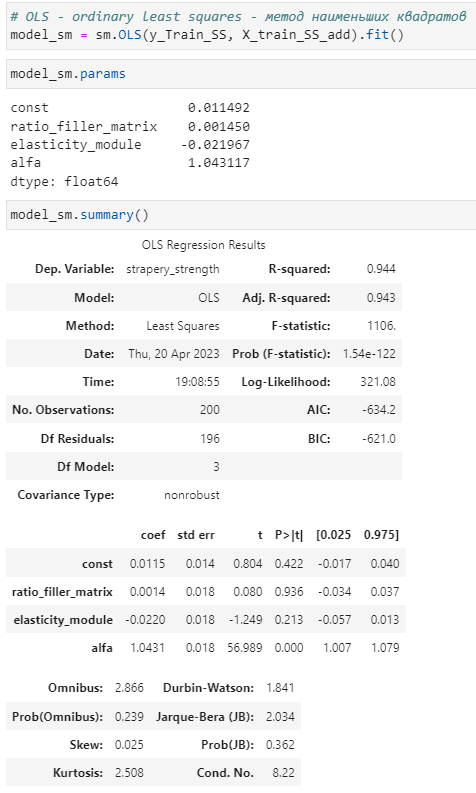 # OLS - ordinary least squares - метод наименьших квадратов
model_sm = sm.OLS(y_Train_SS, X_train_SS_add).fit()
model_sm.params
const 0.011492
ratio_filler_matrix 0.001450
elasticity_module -0.021967
alfa 1.043117
dtype: float64
model_sm.summary()
OLS Regression Results
Dep. Variable: strapery_strength R-squared: 0.944
Model: OLS Adj. R-squared: 0.943
Method: Least Squares F-statistic: 1106.
Date: Thu, 20 Apr 2023 Prob (F-statistic): 1.54e-122
Time: 19:08:55 Log-Likelihood: 321.08
No. Observations: 200 AIC: -634.2
Df Residuals: 196 BIC: -621.0
Df Model: 3
Covariance Type: nonrobust
coef std err t P>|t| [0.025 0.975]
const 0.0115 0.014 0.804 0.422 -0.017 0.040
ratio_filler_matrix 0.0014 0.018 0.080 0.936 -0.034 0.037
elasticity_module -0.0220 0.018 -1.249 0.213 -0.057 0.013
alfa 1.0431 0.018 56.989 0.000 1.007 1.079
Omnibus: 2.866 Durbin-Watson: 1.841
Prob(Omnibus): 0.239 Jarque-Bera (JB): 2.034
Skew: 0.025 Prob(JB): 0.362
Kurtosis: 2.508 Cond. No. 8.22